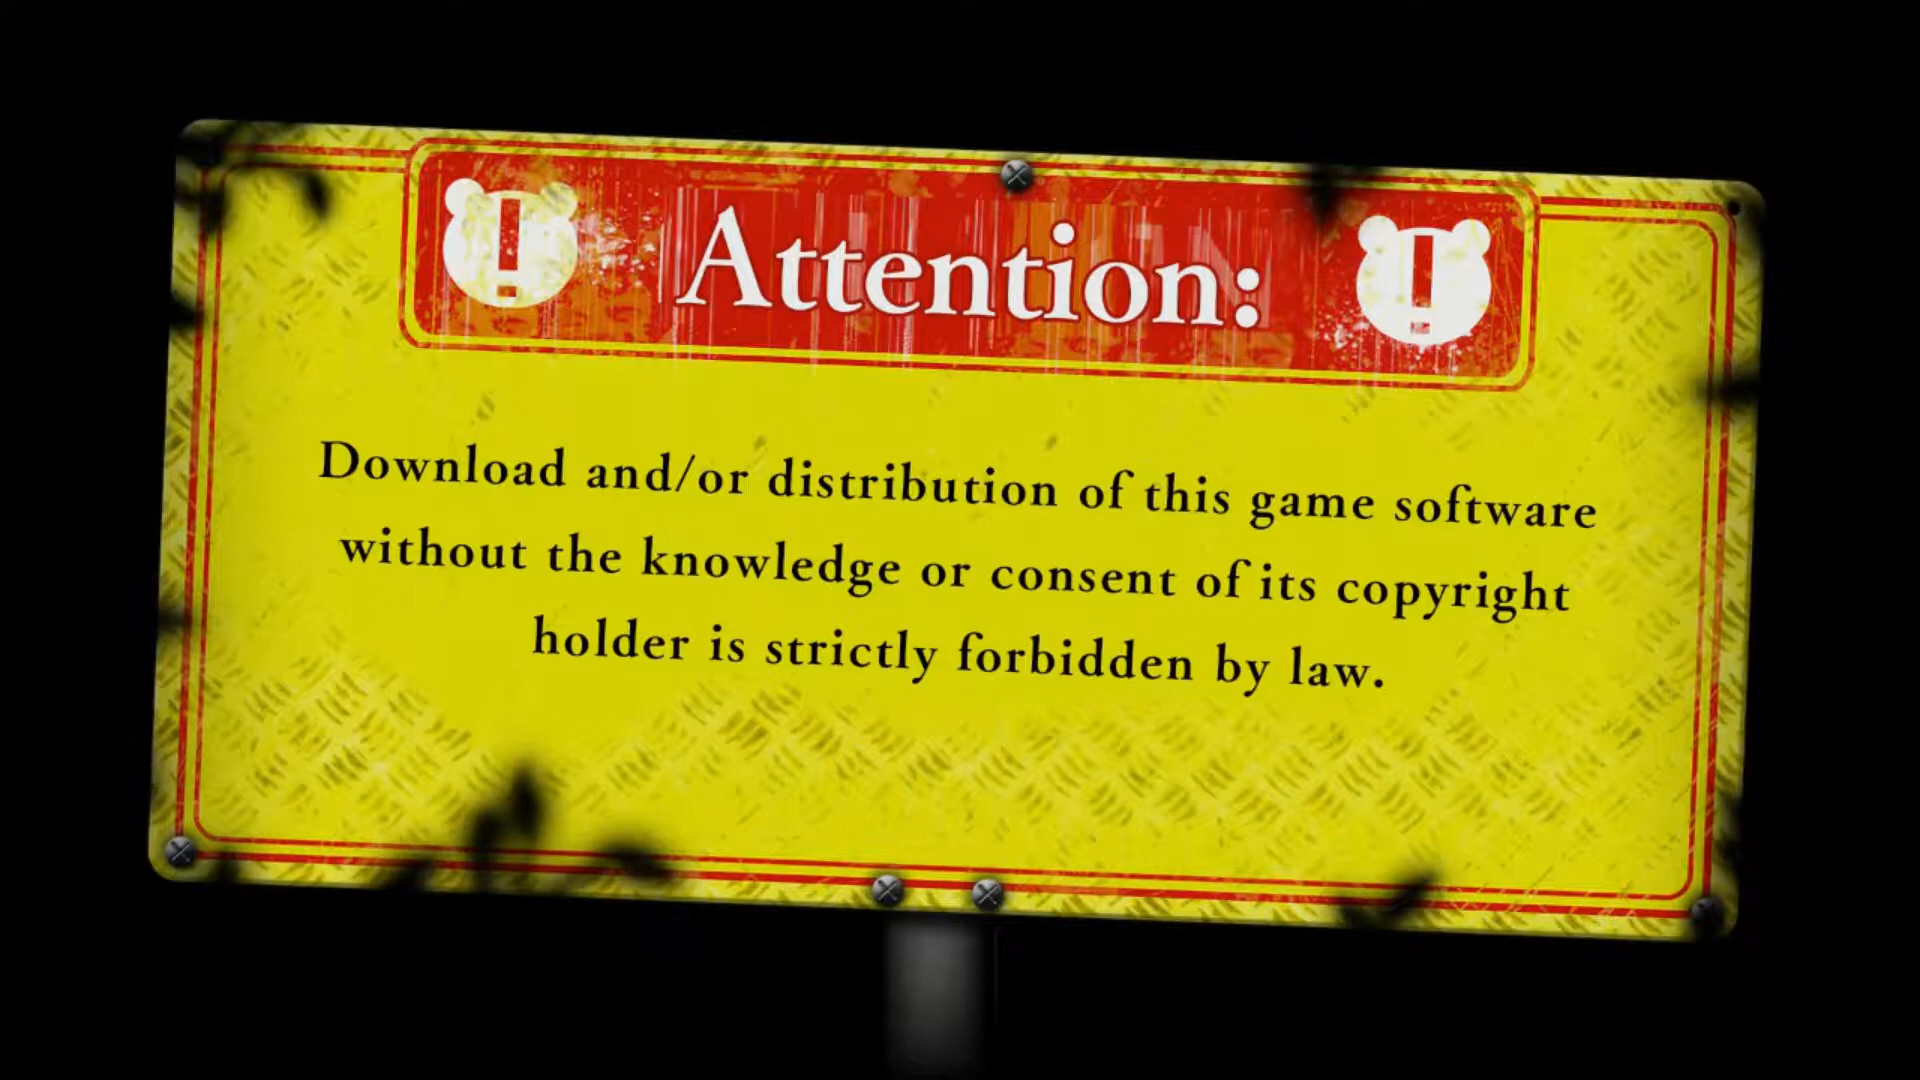 Attention:
Download and/or distribution of this game software
without the knowledge or consent of its copyright
holder is strictly forbidden by law.